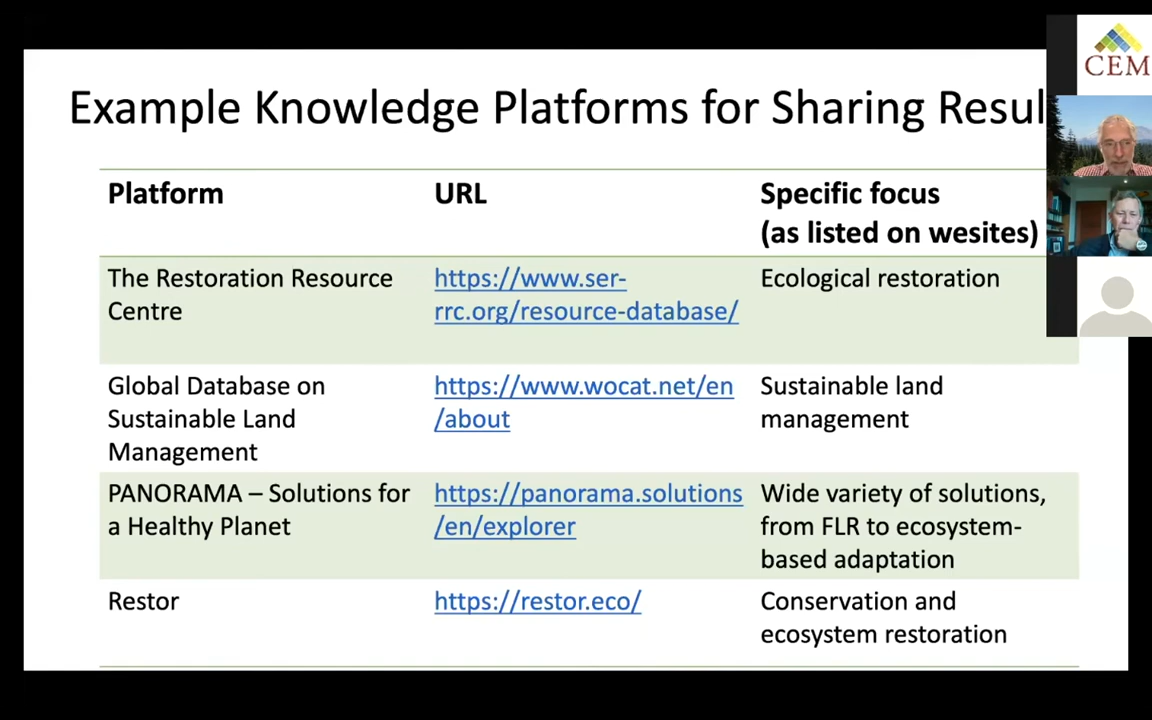 Example Knowledge Platforms for Sharing Resul
CEM
Platform
URL
Specific focus
(as listed on wesites)
The Restoration Resource
Centre
https://www.ser-
rrc.org/resource-database/
Ecological restoration
Global Database on
Sustainable Land
Management
https://www.wocat.net/en
/about
Sustainable land
management
PANORAMA – Solutions for
a Healthy Planet
https://panorama.solutions
/en/explorer
Wide variety of solutions,
from FLR to ecosystem-
based adaptation
Restor
https://restor.eco/
Conservation and
ecosystem restoration